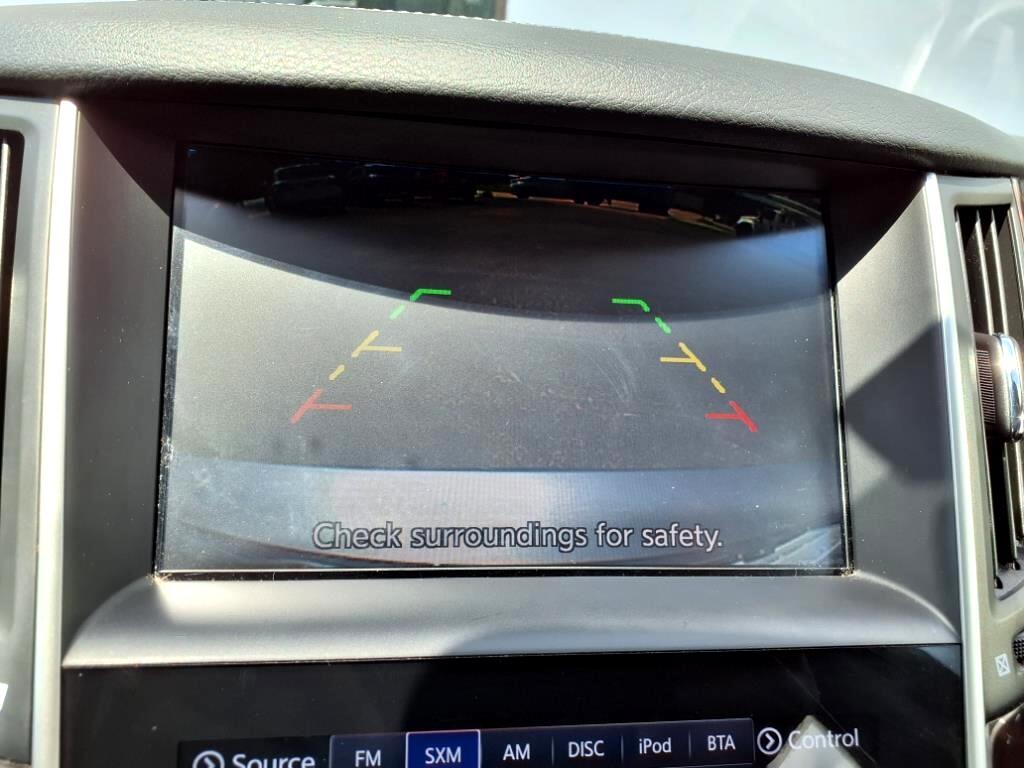 Check surroundings for safety.
Source FM SXM AM DISC iPod BTA Control